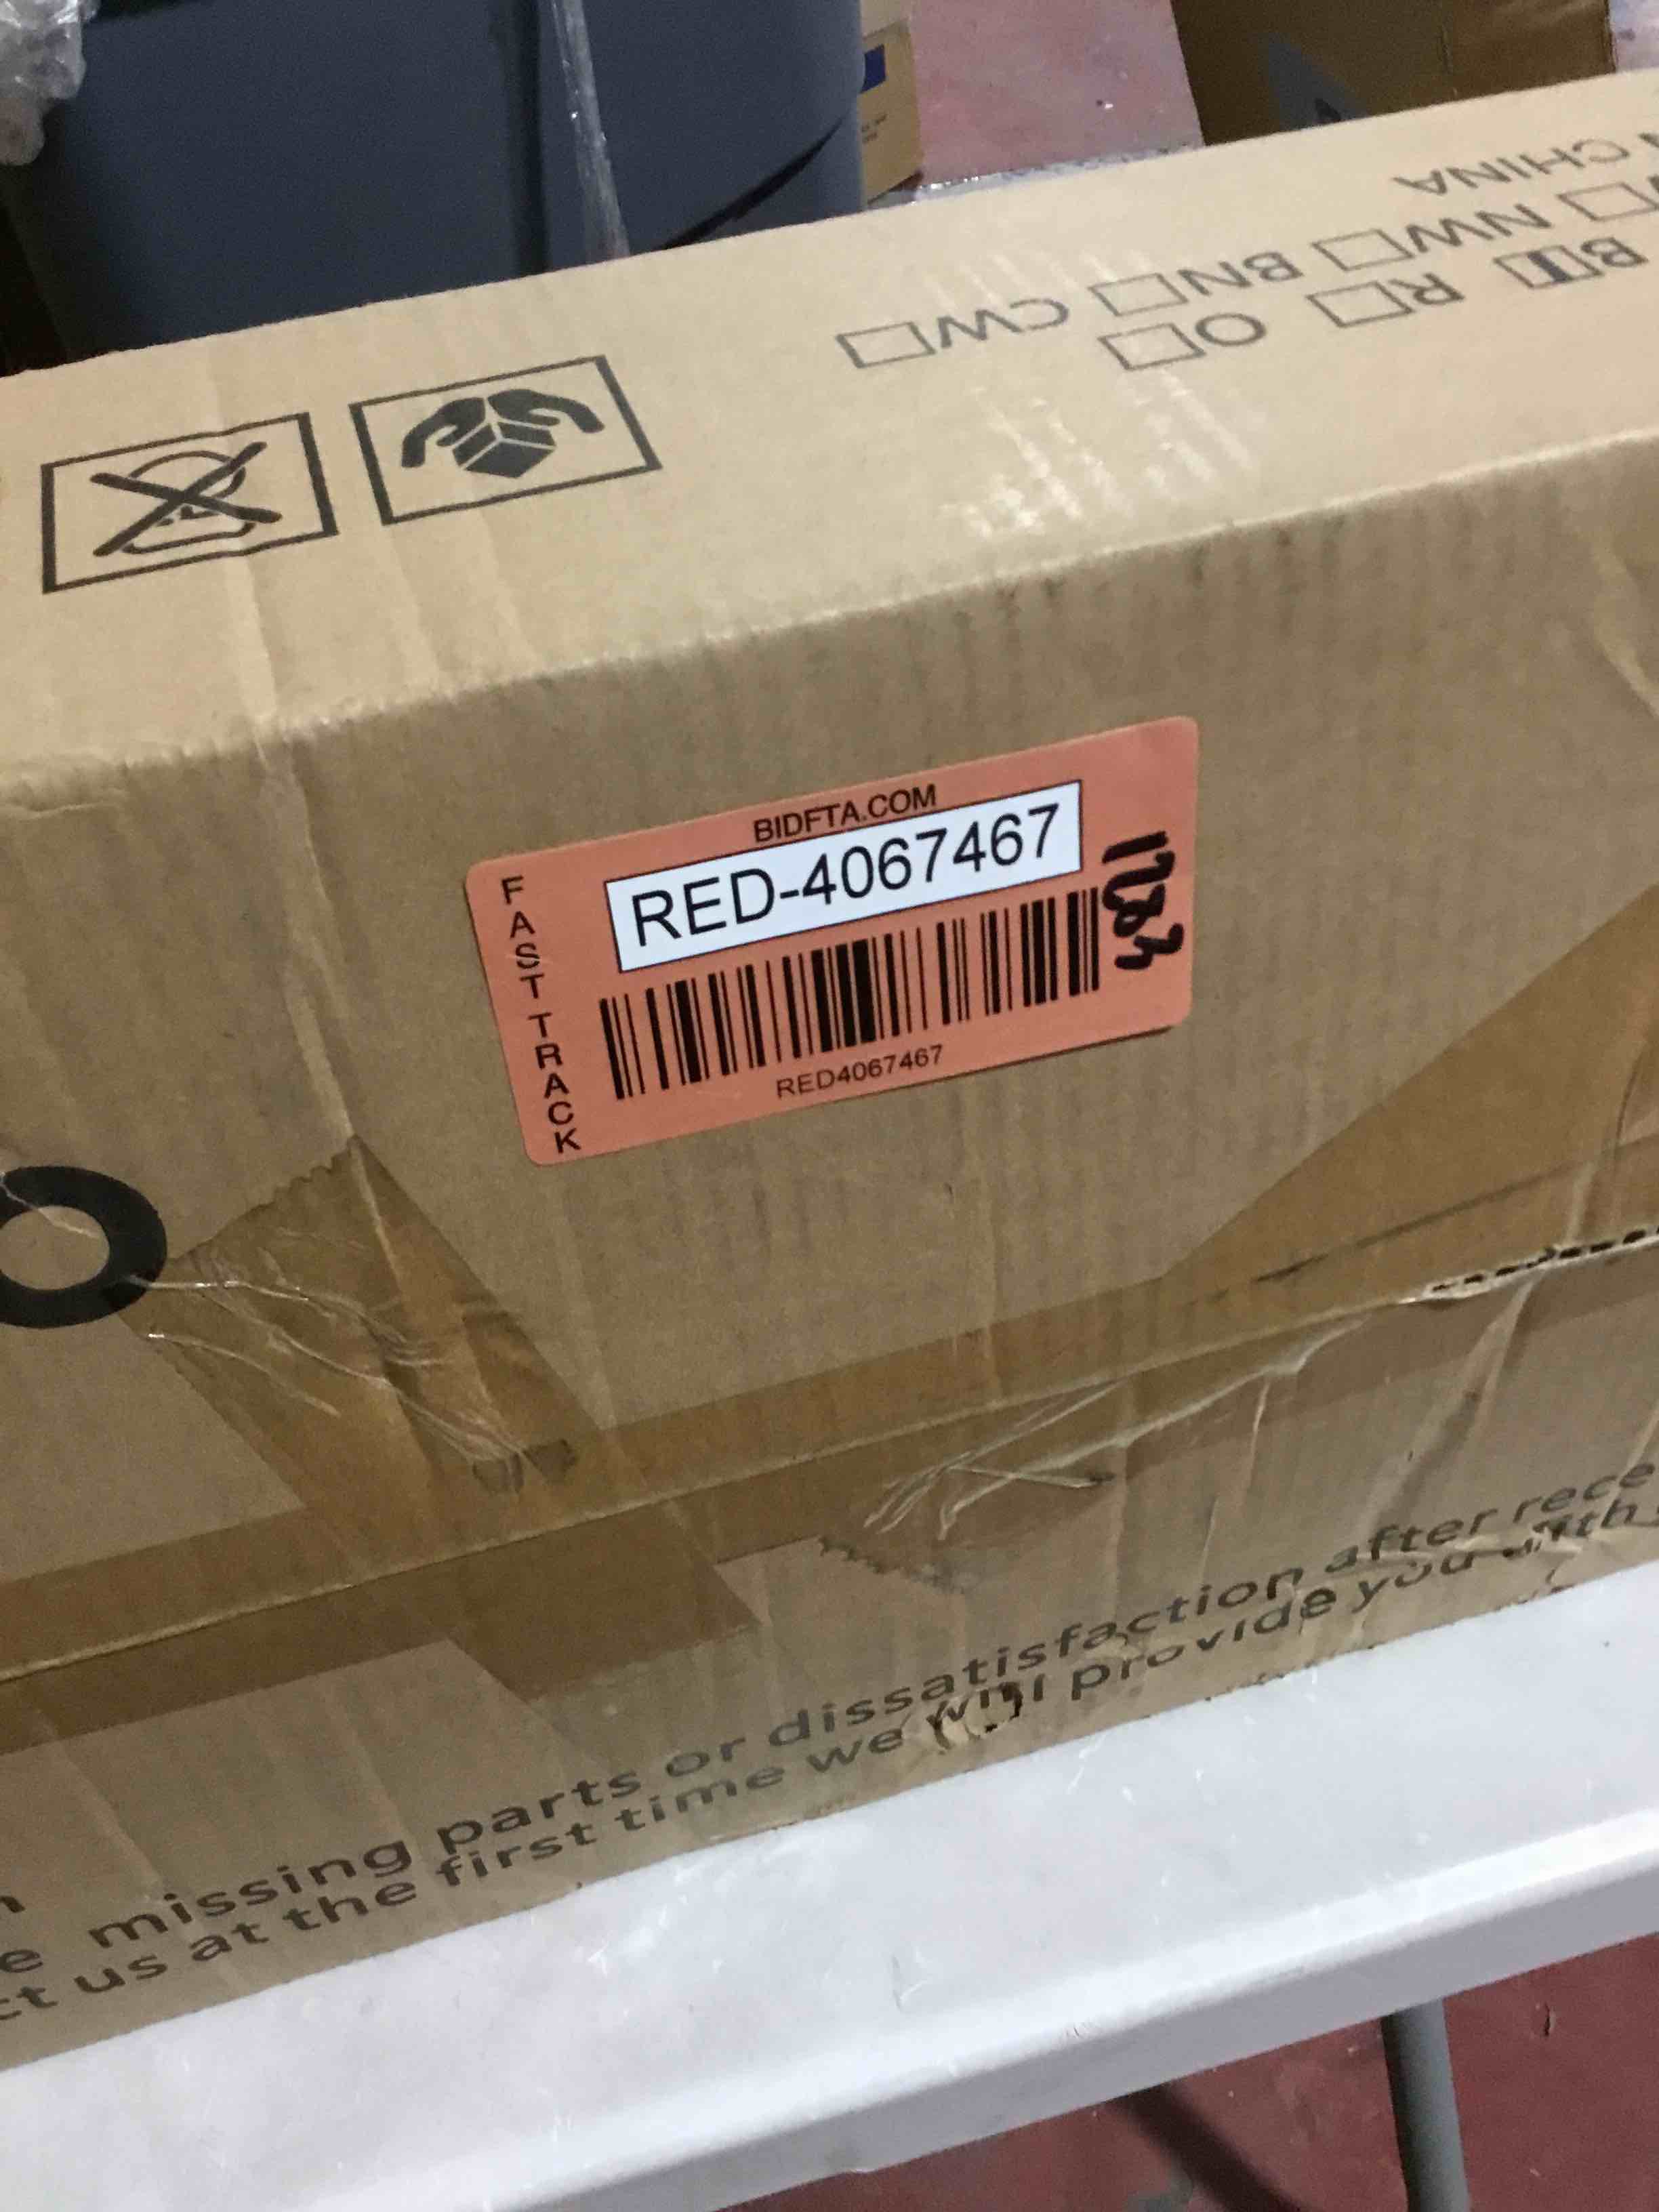 CHINA
NW
BN
CW
B
R
O
BIDFTA.COM
RED-4067467
FAST TRACK
1783
RED4067467
missing parts or dissatisfaction after
us at the first time we will provide you with